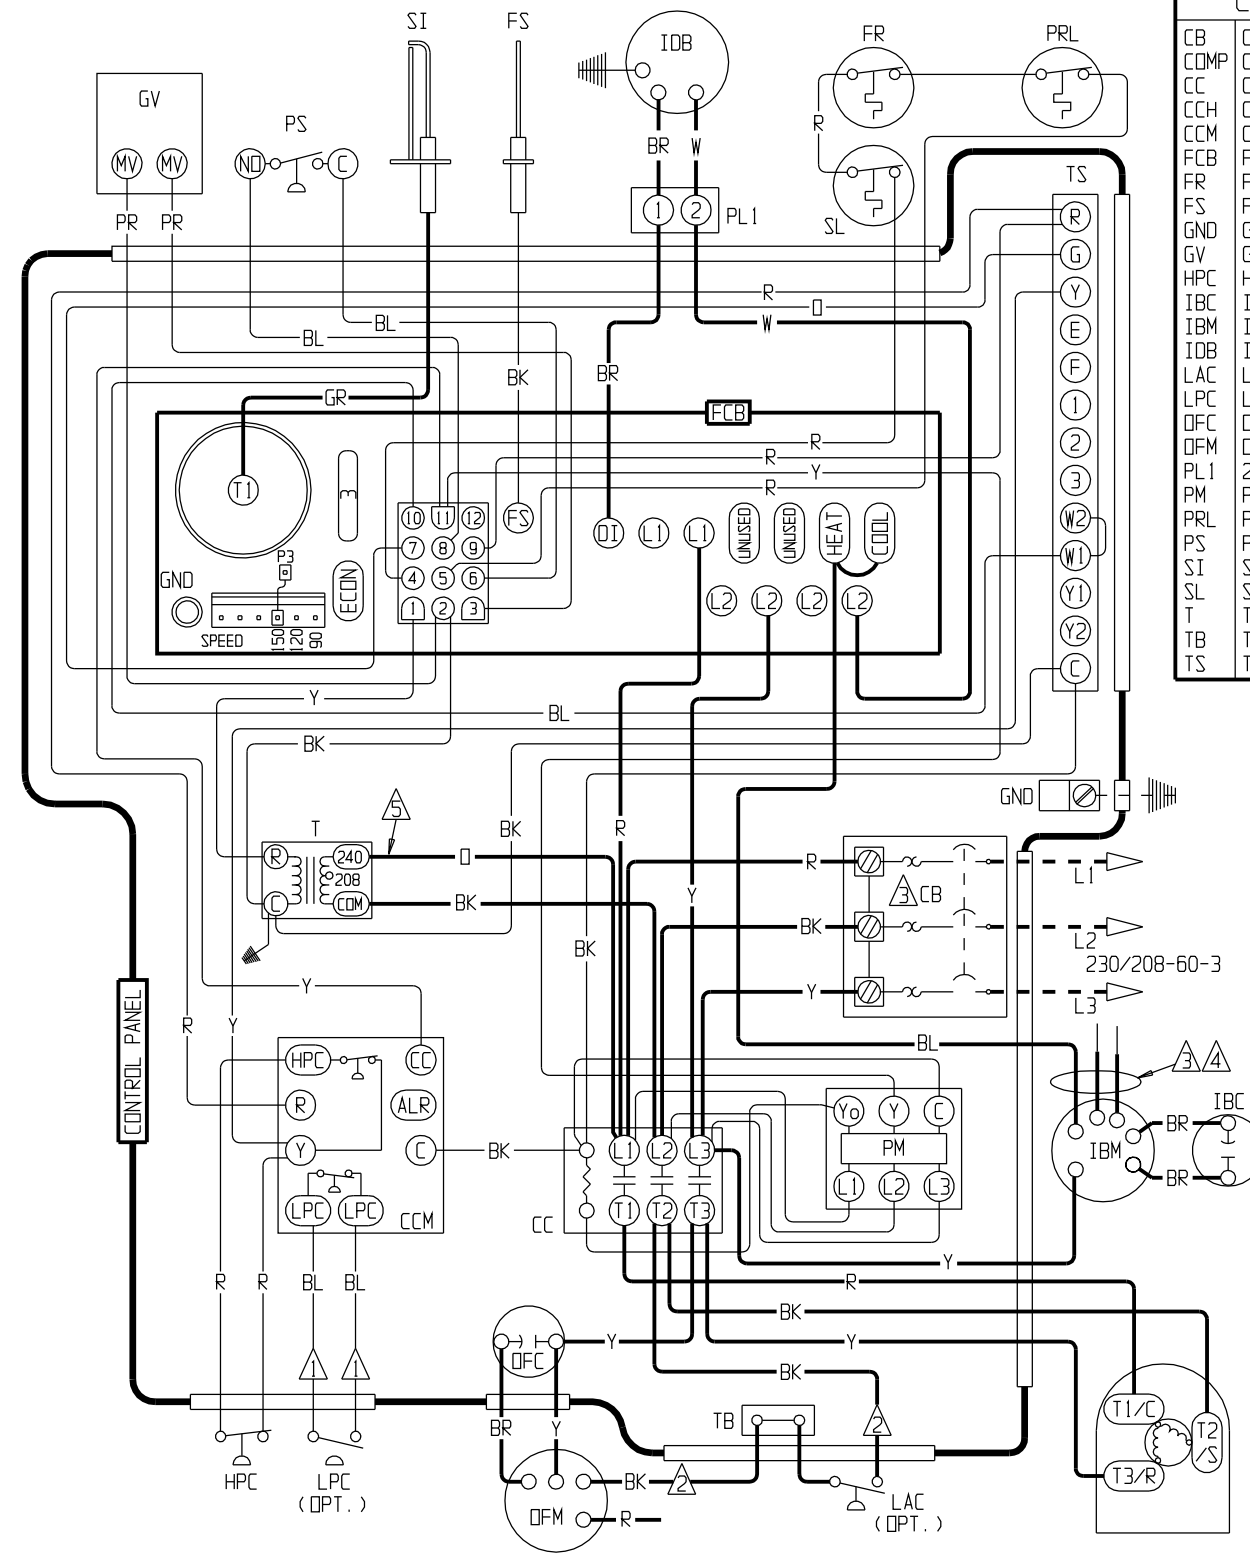 SI
FS
IDB
FR
PRL
GV
PS
MV
MV
NO
C
PR
PR
BR
W
R
1
2
PL1
SL
TS
CB
COMP
CC
CCH
CCM
FCB
FR
FS
GND
GV
HPC
IBC
IBM
IDB
LAC
LPC
OFC
OFM
PL1
PM
PRL
PS
SI
SL
T
TB
TS
R
G
Y
E
F
1
2
3
W2
W1
Y1
Y2
C
R
O
BL
BL
W
BK
BR
GR
FCB
R
R
Y
R
T1
3
10
11
12
7
8
9
4
5
6
1
2
3
FS
OI
L1
L1
UNUSED
UNUSED
HEAT
COOL
L2
L2
L2
L2
P3
GND
ECON
SPEED
150
120
90
Y
BL
BK
GND
T
5
R
240
208
C
COM
O
BK
BK
R
Y
BK
R
3
CB
L1
BK
L2
230/208-60-3
Y
L3
CONTROL PANEL
R
Y
Y
HPC
CC
R
ALR
Y
C
LPC
LPC
CCM
BK
L1
L2
L3
T1
T2
T3
CC
Yo
Y
C
PM
L1
L2
L3
BL
3
4
IBM
BR
BR
IBC
Y
R
BK
Y
BK
R
R
BL
BL
1
1
OFC
Y
BR
Y
TB
2
HPC
LPC
(OPT.)
OFM
BK
2
R
LAC
(OPT.)
T1/C
T2
/S
T3/R